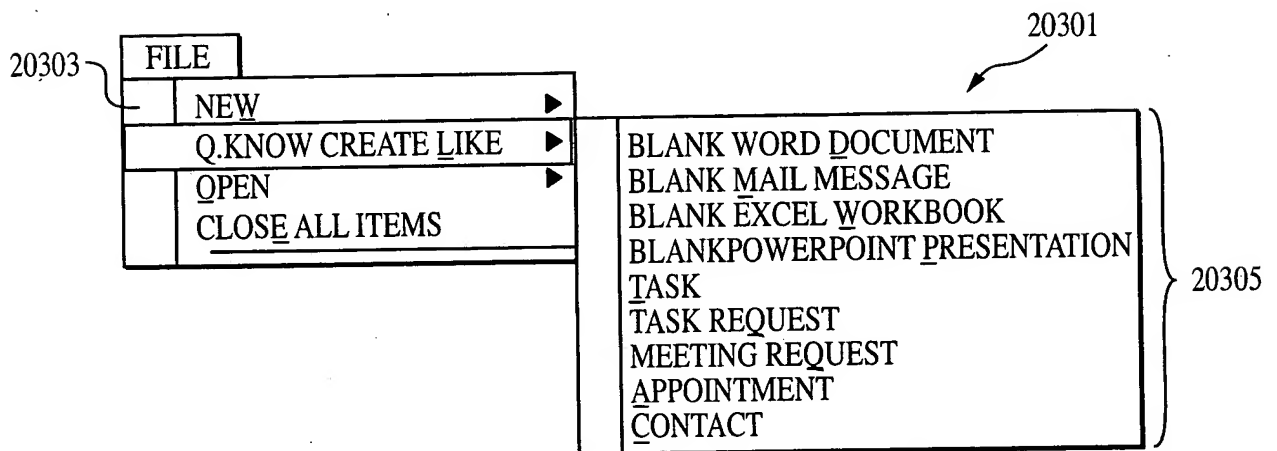 20301
FILE
20303
NEW
Q.KNOW CREATE LIKE
OPEN
CLOSE ALL ITEMS
BLANK WORD DOCUMENT
BLANK MAIL MESSAGE
BLANK EXCEL WORKBOOK
BLANKPOWERPOINT PRESENTATION
TASK
TASK REQUEST
MEETING REQUEST
APPOINTMENT
CONTACT
20305